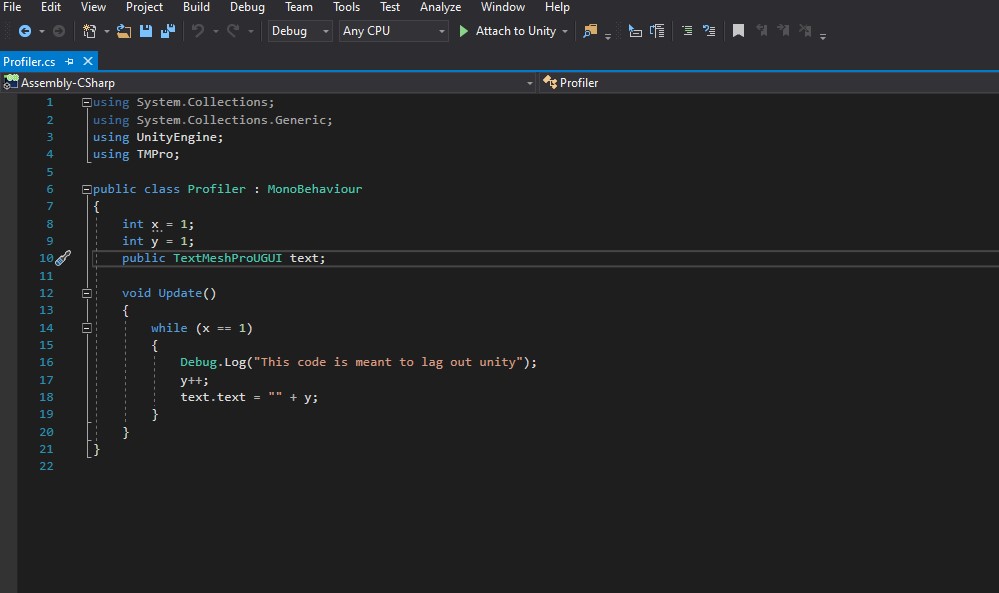 File Edit View Project Build Debug Team Tools Test Analyze Window Help
Debug Any CPU Attach to Unity
Profiler.cs
Assembly-CSharp Profiler
1 using System.Collections;
2 using System.Collections.Generic;
3 using UnityEngine;
4 using TMPro;
5
6 public class Profiler : MonoBehaviour
7 {
8 int x = 1;
9 int y = 1;
10 public TextMeshProUGUI text;
11
12 void Update()
13 {
14 while (x == 1)
15 {
16 Debug.Log("This code is meant to lag out unity");
17 y++;
18 text.text = "" + y;
19 }
20 }
21 }
22